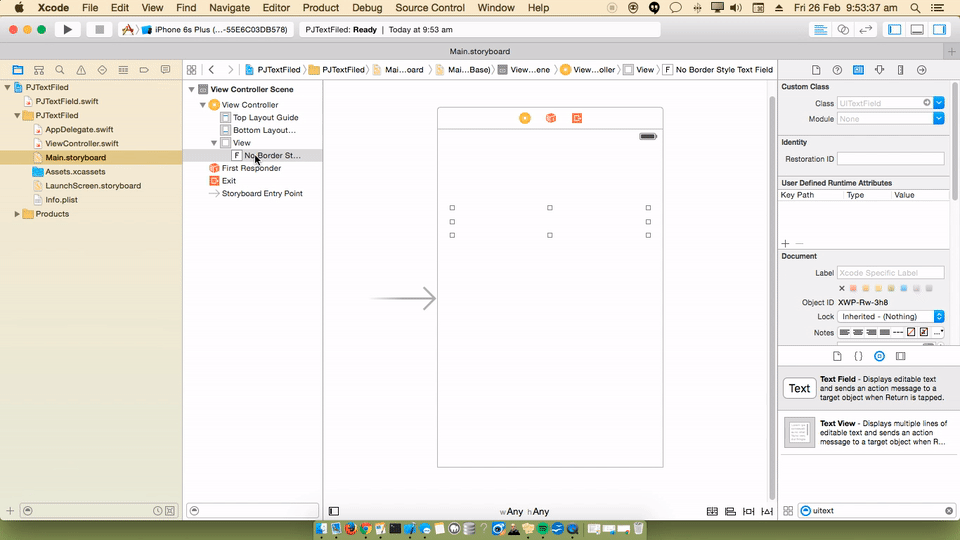 Xcode File Edit View Find Navigate Editor Product Debug Source Control Window Help Fri 26 Feb 9:53:37 am
iPhone 6s Plus (...-55E6C03DB578) PJTextFiled: Ready | Today at 9:53 am
Main.storyboard
PJTextFiled PJTextFiled Mai...oard Mai...Base) View...ene View...oller View F No Border Style Text Field
PJTextFiled
PJTextField.swift
PJTextFiled
AppDelegate.swift
ViewController.swift
Main.storyboard
Assets.xcassets
LaunchScreen.storyboard
Info.plist
Products
View Controller Scene
View Controller
Top Layout Guide
Bottom Layout...
View
F No Border St...
First Responder
Exit
Storyboard Entry Point
wAny hAny
Custom Class
Class UITextField
Module None
Identity
Restoration ID
User Defined Runtime Attributes
Key Path Type Value
Document
Label Xcode Specific Label
Object ID XWP-Rw-3h8
Lock Inherited - (Nothing)
Notes
Text
Text Field - Displays editable text
and sends an action message to a
target object when Return is tapped.
Text View - Displays multiple lines
of editable text and sends an action
message to a target object when R...
uitext